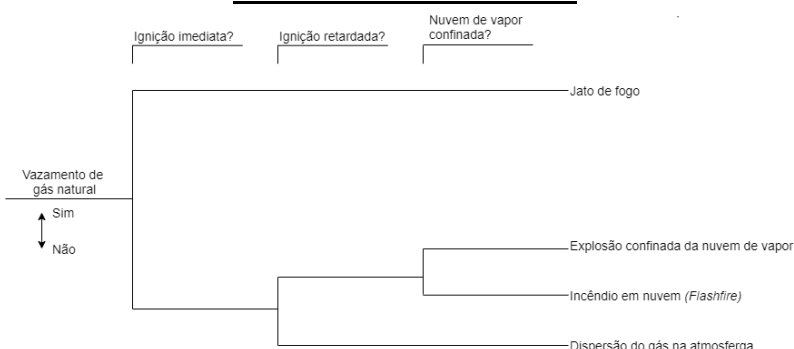 Ignição imediata?
Ignição retardada?
Nuvem de vapor
confinada?
Jato de fogo
Vazamento de
gás natural
Sim
Não
Explosão confinada da nuvem de vapor
Incêndio em nuvem (Flashfire)
Dispersão do gás na atmosferga